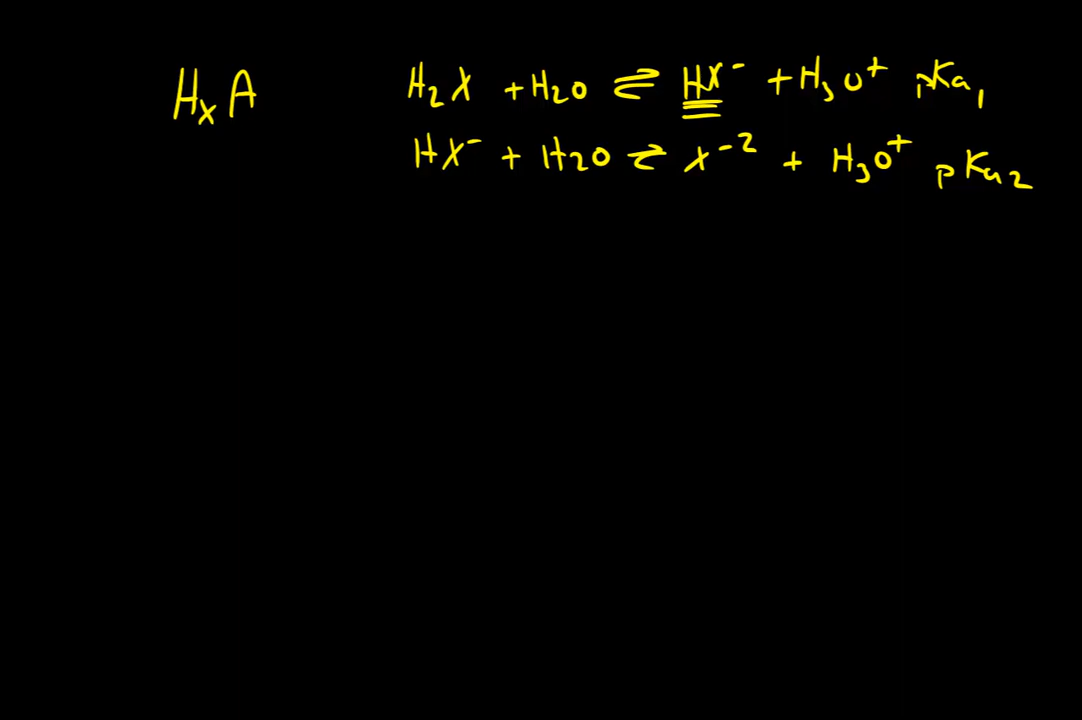 HₓA
H₂X + H₂O ⇌ HX⁻ + H₃O⁺ pKa₁
HX⁻ + H₂O ⇌ X⁻² + H₃O⁺ pKa₂